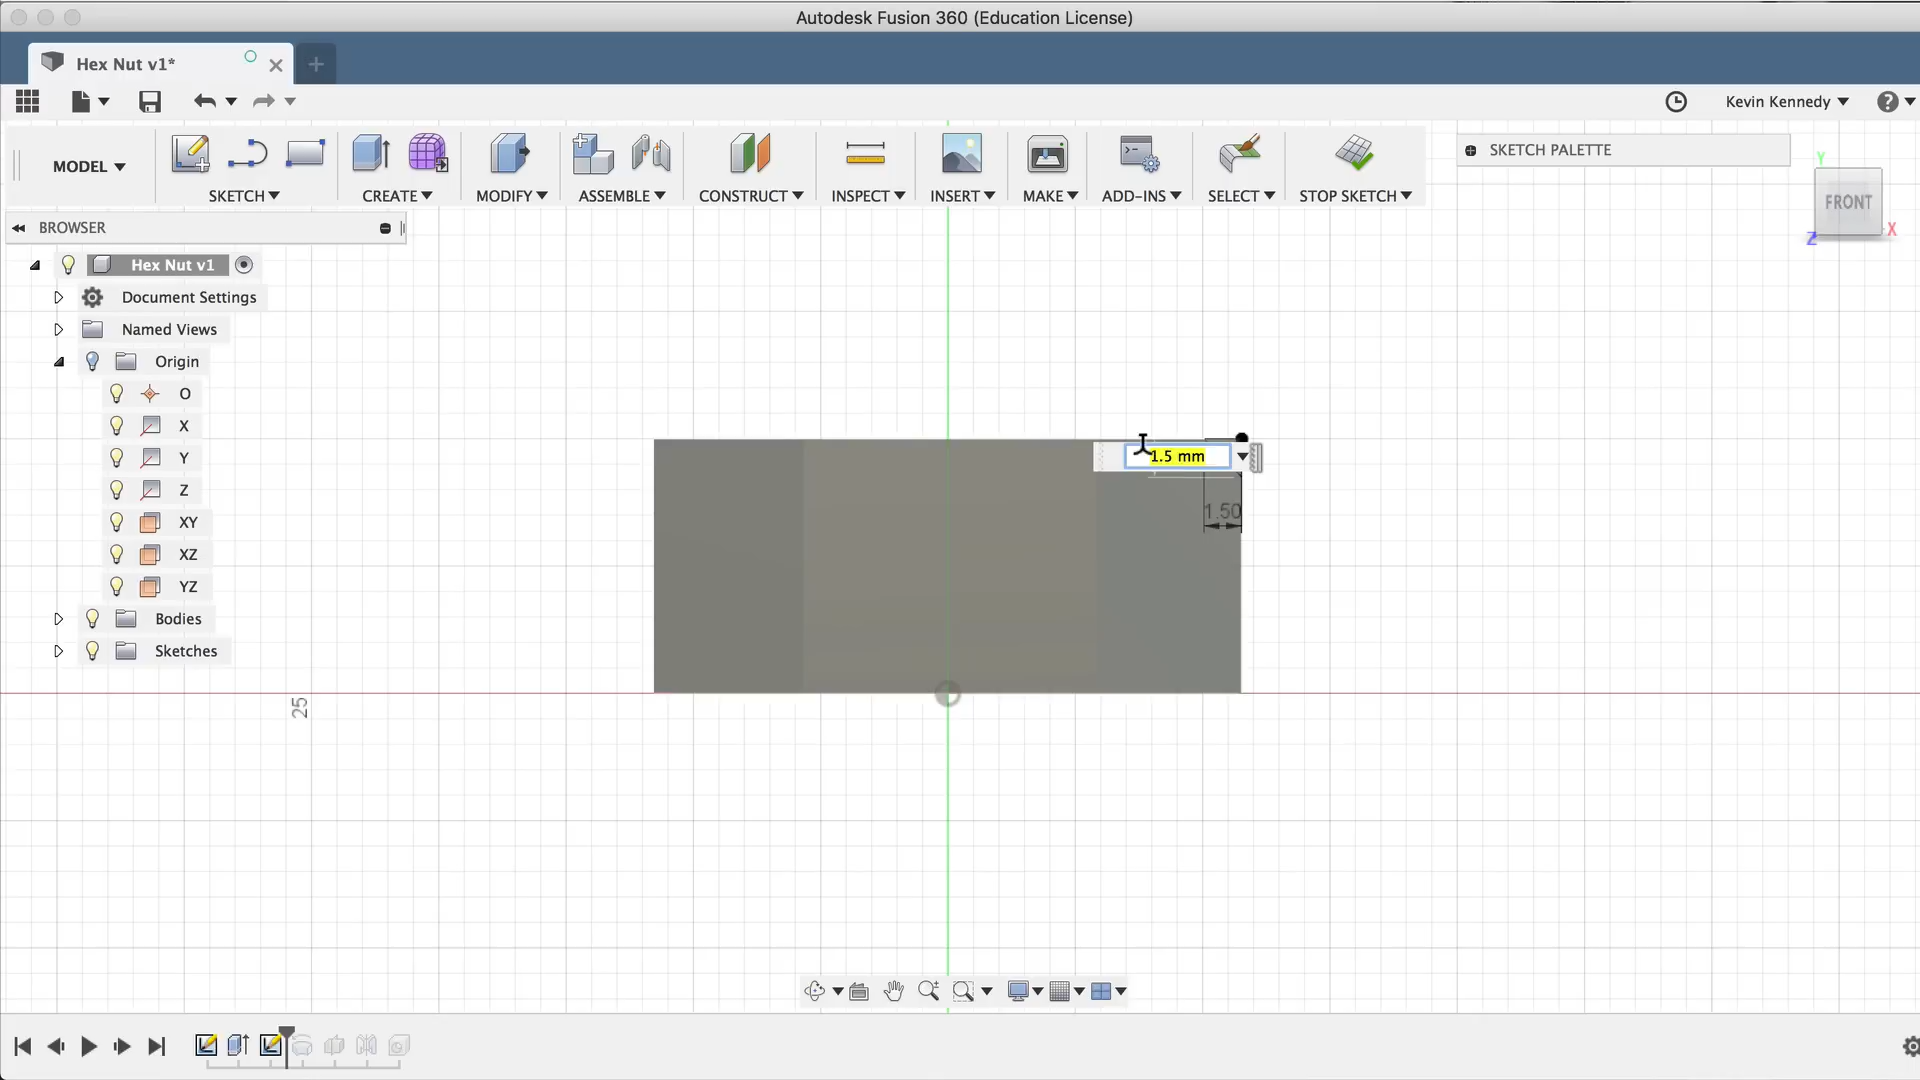 Autodesk Fusion 360 (Education License)
Hex Nut v1*
Kevin Kennedy
MODEL
SKETCH
CREATE
MODIFY
ASSEMBLE
CONSTRUCT
INSPECT
INSERT
MAKE
ADD-INS
SELECT
STOP SKETCH
SKETCH PALETTE
Y
FRONT
X
Z
BROWSER
Hex Nut v1
Document Settings
Named Views
Origin
O
X
Y
Z
XY
XZ
YZ
Bodies
Sketches
1.5 mm
1.50
25